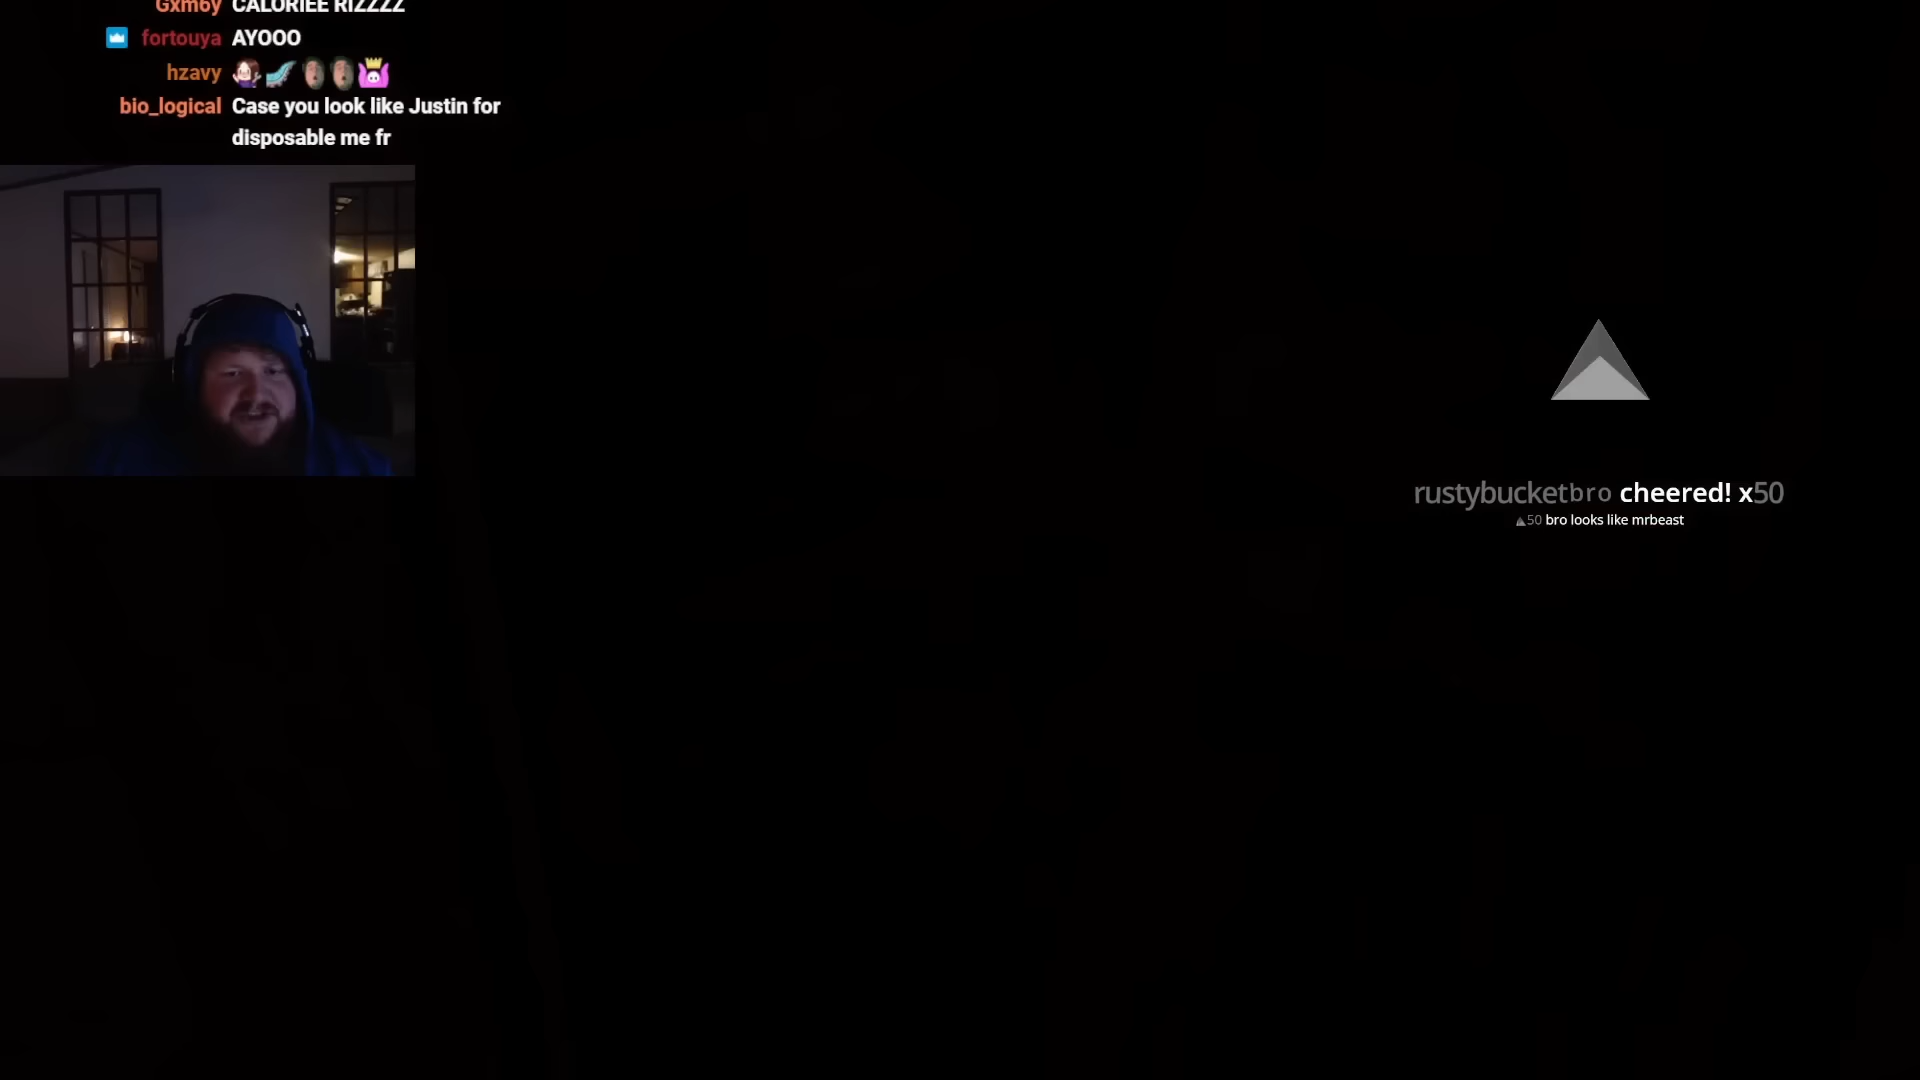 Gxm6y CALORIEE RIZZZZ
fortouya AYOOO
hzavy
bio_logical Case you look like Justin for
disposable me fr
rustybucketbro cheered! x50
50 bro looks like mrbeast